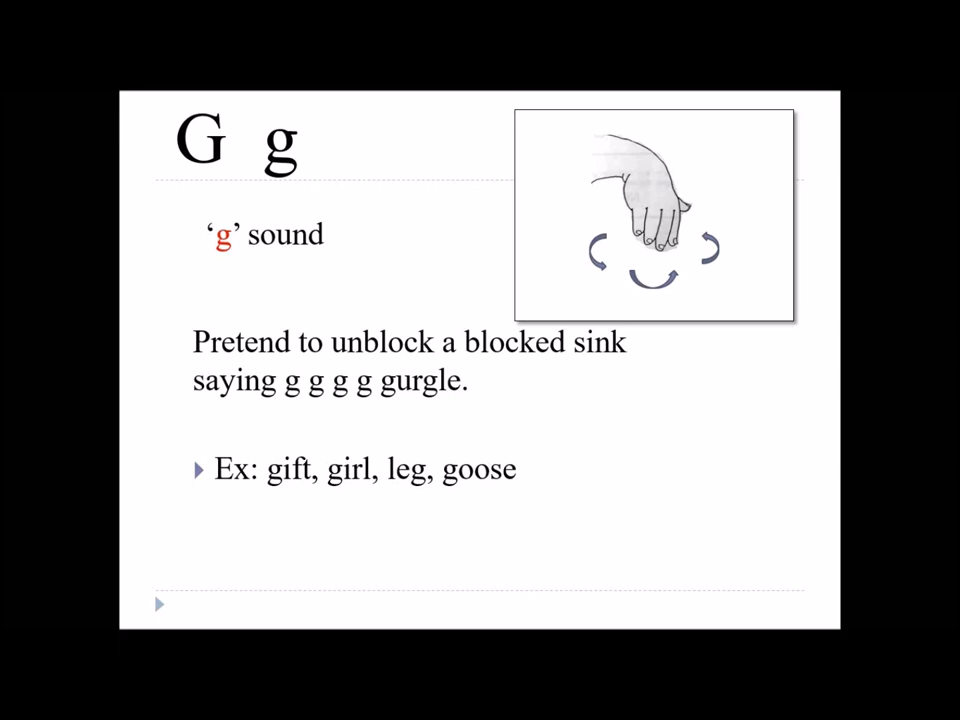 G g
‘g’ sound
Pretend to unblock a blocked sink
saying g g g g gurgle.
Ex: gift, girl, leg, goose